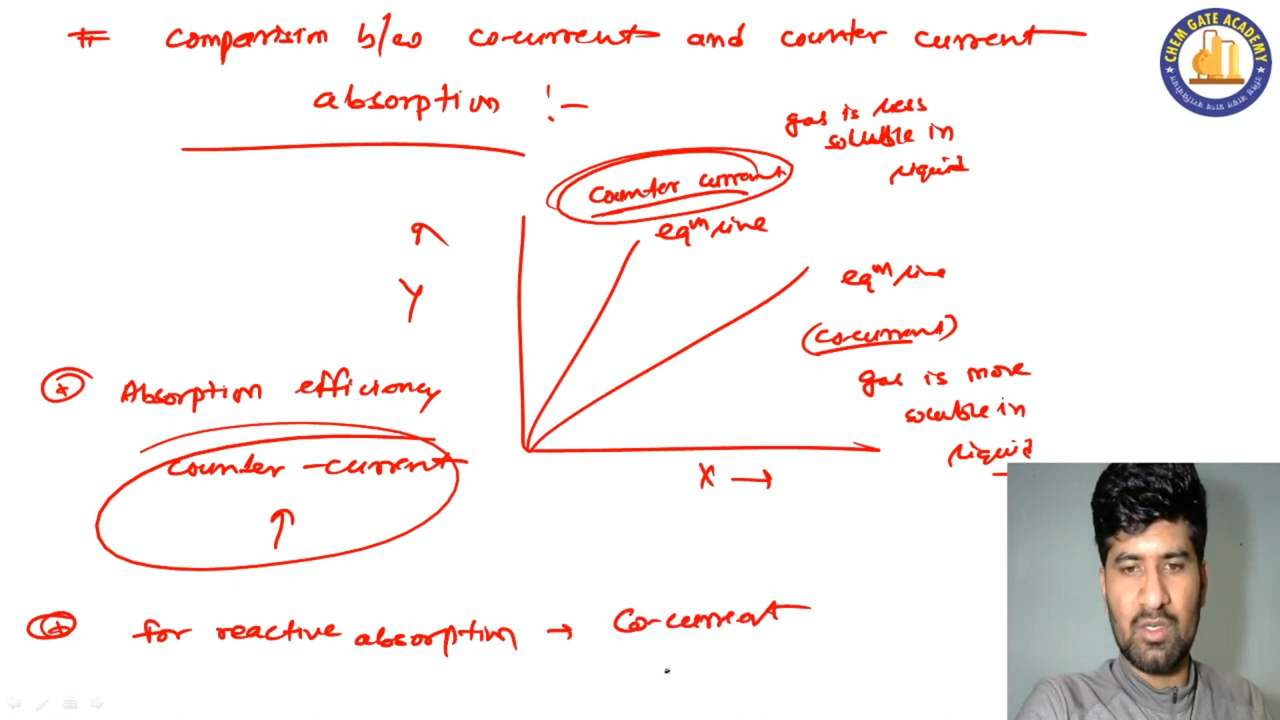 # comparision b/w co-current and counter current
absorption :-
gas is less
soluble in
liquid
counter current
eqm line
↑
Y
eqm line
(co-current)
gas is more
soluble in
liquid
* Absorption efficiency
counter-current
↑
X →
* for reactive absorption → co-current
CHEM GATE ACADEMY